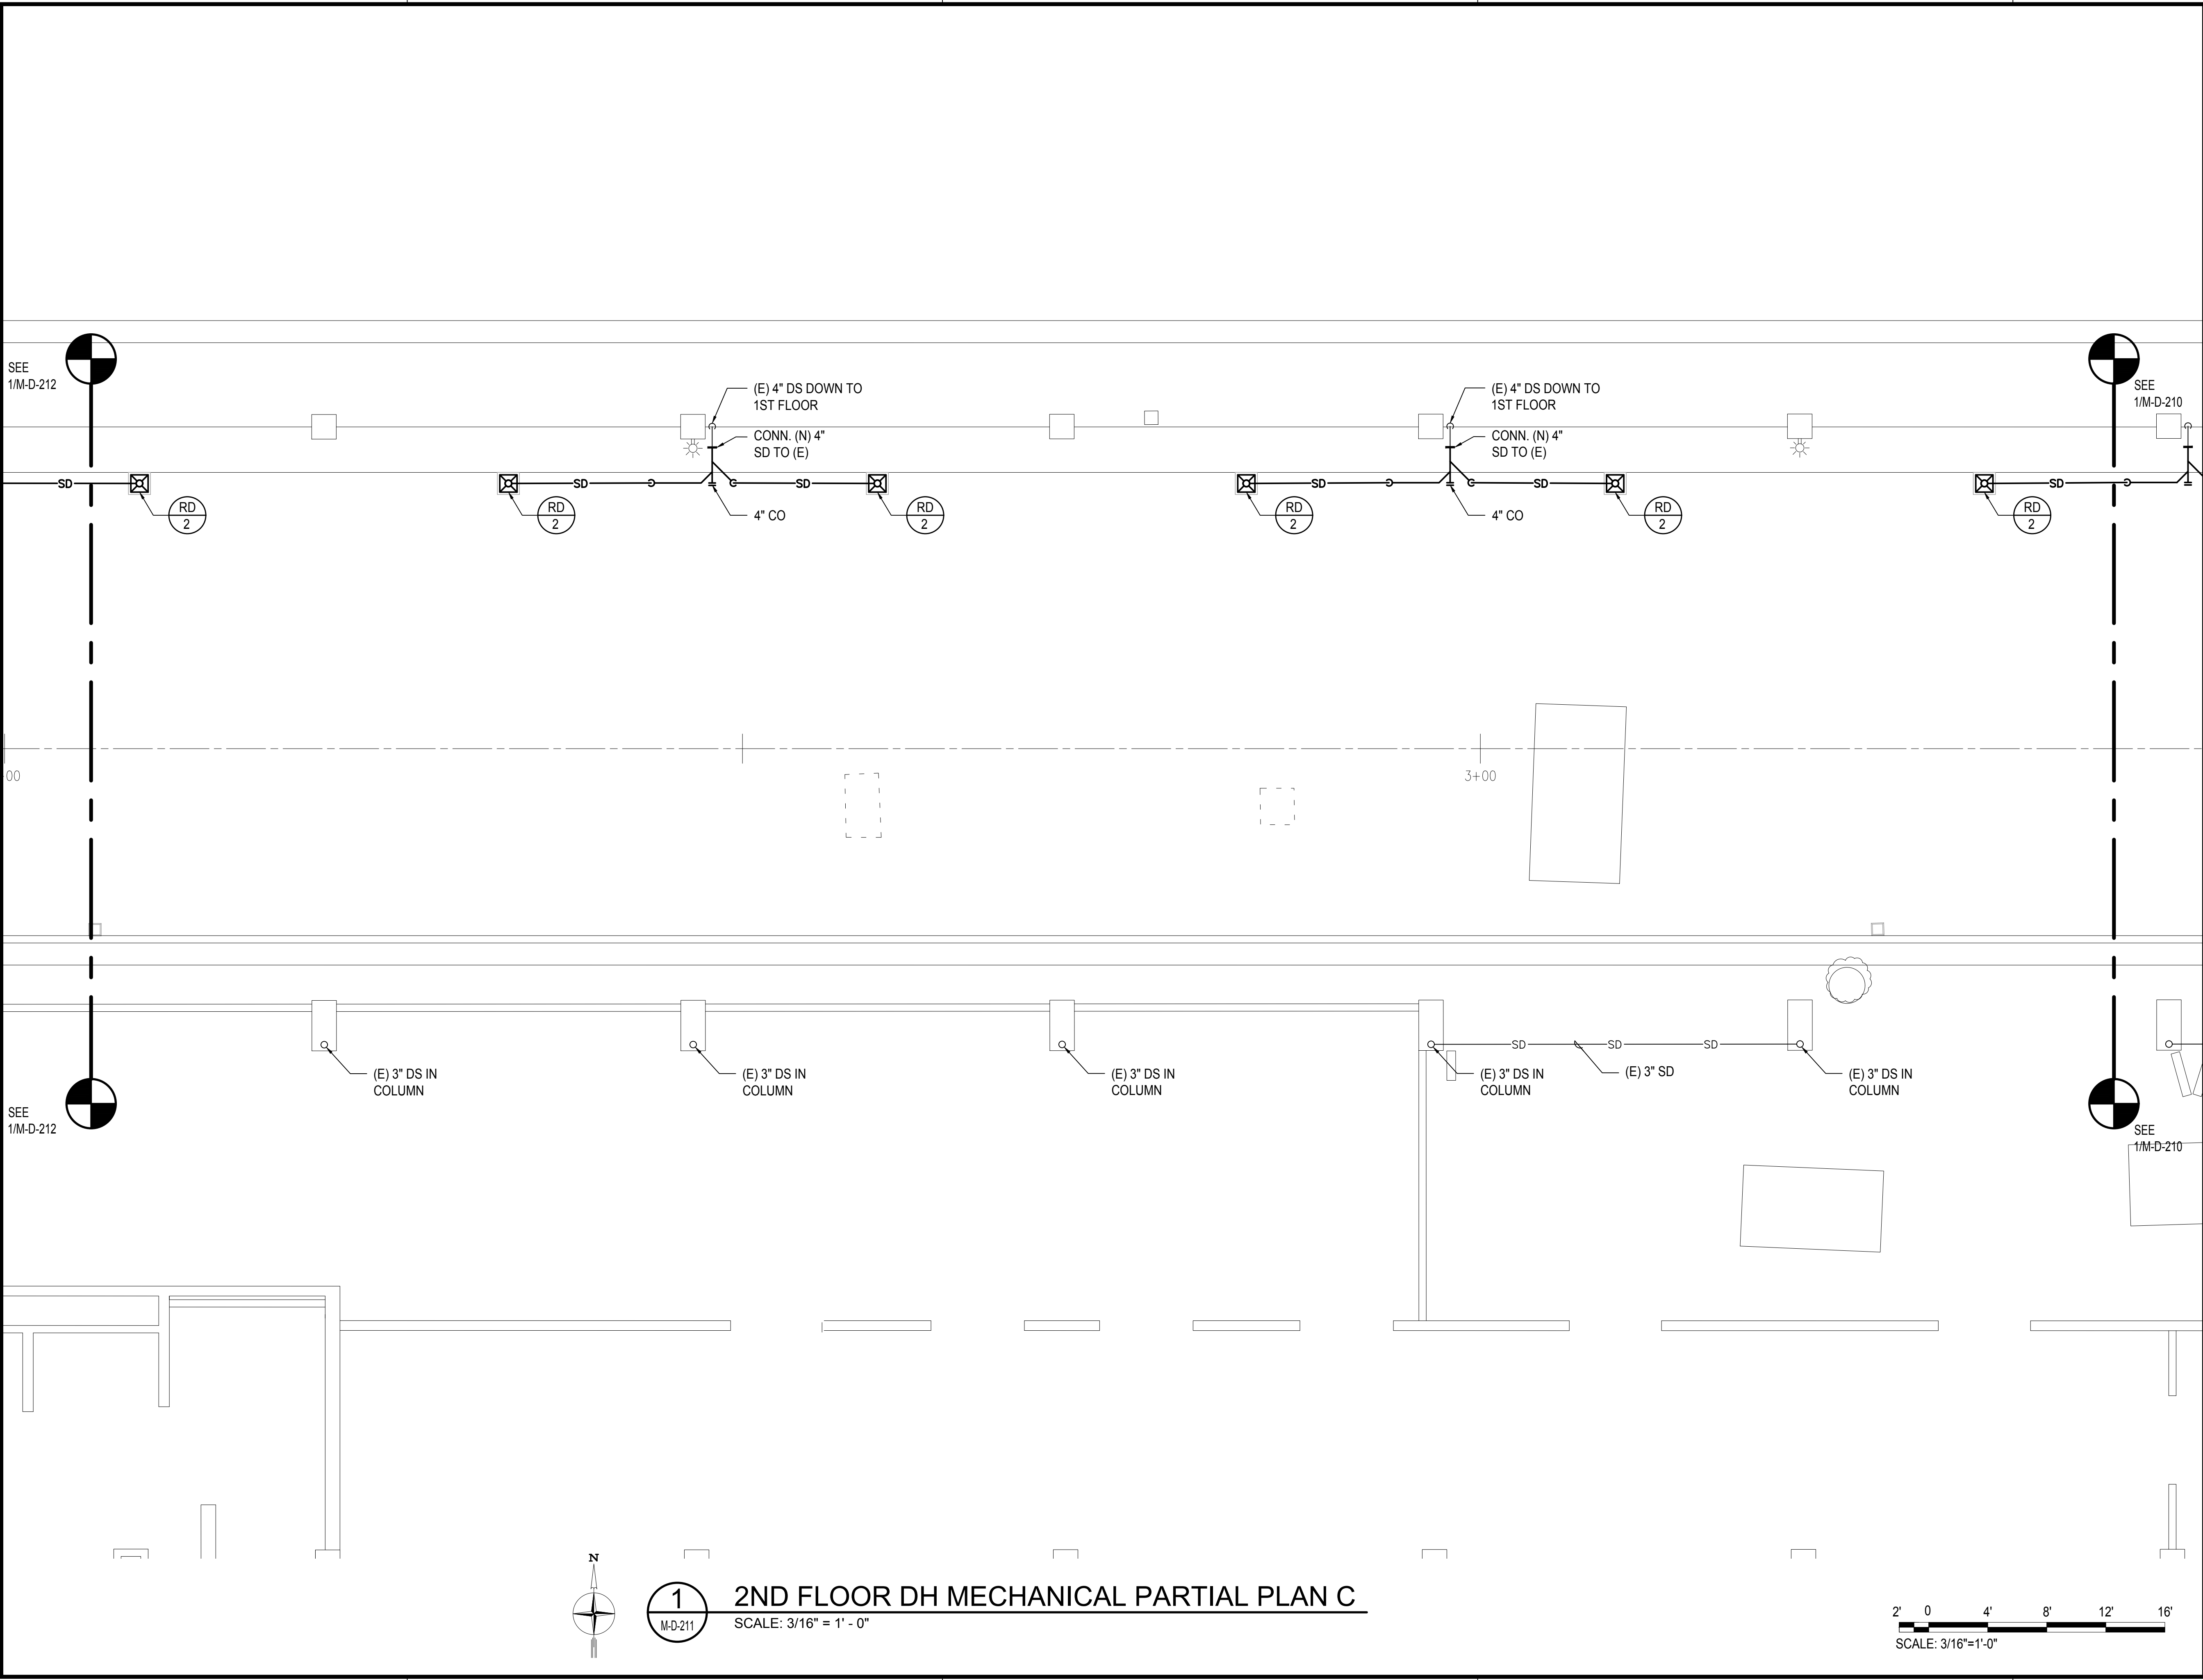 SEE
1/M-D-212
(E) 4" DS DOWN TO
1ST FLOOR
CONN. (N) 4"
SD TO (E)
(E) 4" DS DOWN TO
1ST FLOOR
CONN. (N) 4"
SD TO (E)
SEE
1/M-D-210
SD
SD
SD
SD
SD
SD
RD
2
RD
2
4" CO
RD
2
RD
2
4" CO
RD
2
RD
2
00
3+00
SD
SD
SD
(E) 3" DS IN
COLUMN
(E) 3" DS IN
COLUMN
(E) 3" DS IN
COLUMN
(E) 3" DS IN
COLUMN
(E) 3" SD
(E) 3" DS IN
COLUMN
SEE
1/M-D-212
SEE
1/M-D-210
N
1
M-D-211
2ND FLOOR DH MECHANICAL PARTIAL PLAN C
SCALE: 3/16" = 1' - 0"
2' 0 4' 8' 12' 16'
SCALE: 3/16"=1'-0"